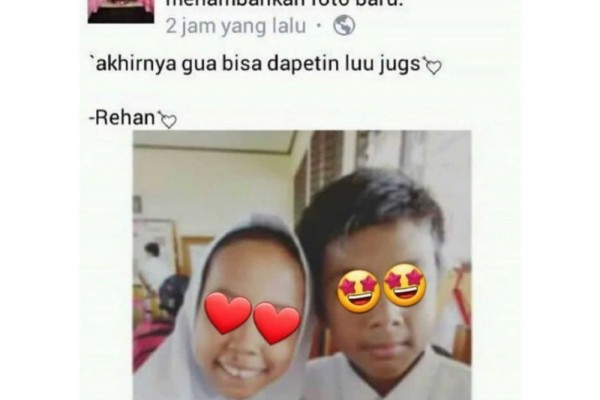 menambahkan foto baru.
2 jam yang lalu ·
`akhirnya gua bisa dapetin luu jugs💘
-Rehan💘